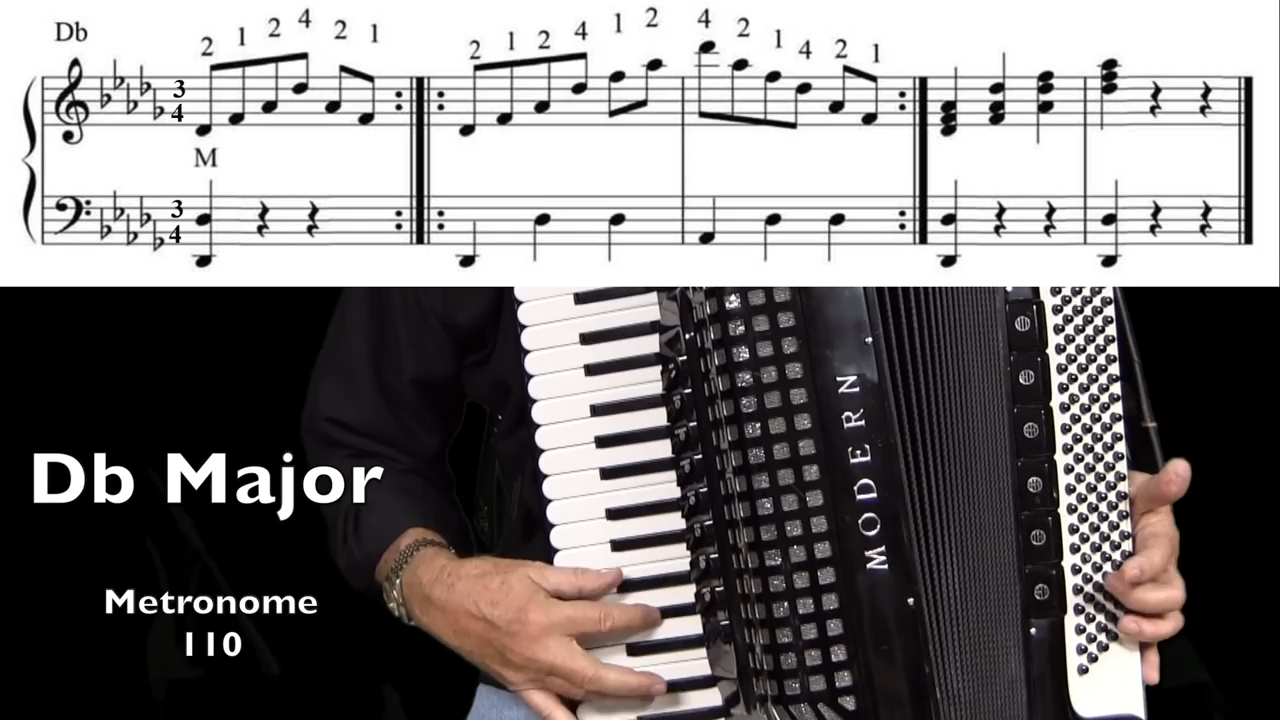 Db
2 1 2 4 2 1 2 1 2 4 1 2 4 2 1 4 2 1
3
4
M
3
4
MODERN
Db Major
Metronome
110